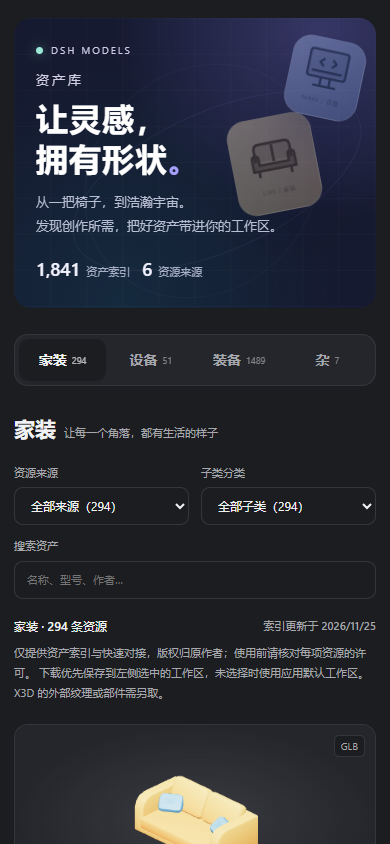 DSH MODELS
资产库
让灵感，
拥有形状。
从一把椅子，到浩瀚宇宙。
发现创作所需，把好资产带进你的工作区。
1,841 资产索引 6 资源来源
家装 294 设备 51 装备 1489 杂 7
家装 让每一个角落，都有生活的样子
资源来源 子类分类
全部来源（294） 全部子类（294）
搜索资产
名称、型号、作者...
家装 · 294 条资源 索引更新于 2026/11/25
仅提供资产索引与快速对接，版权归原作者；使用前请核对每项资源的许
可。 下载优先保存到左侧选中的工作区，未选择时使用应用默认工作区。
X3D 的外部纹理或部件需另取。
GLB